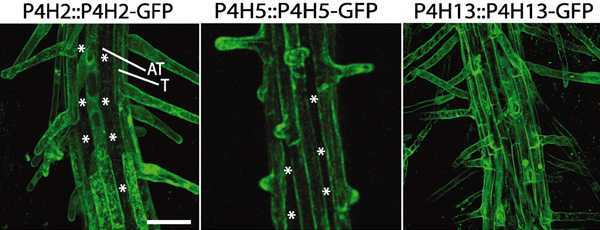 P4H2::P4H2-GFP P4H5::P4H5-GFP P4H13::P4H13-GFP
* *
AT
T
* * *
* * *
* * *
*